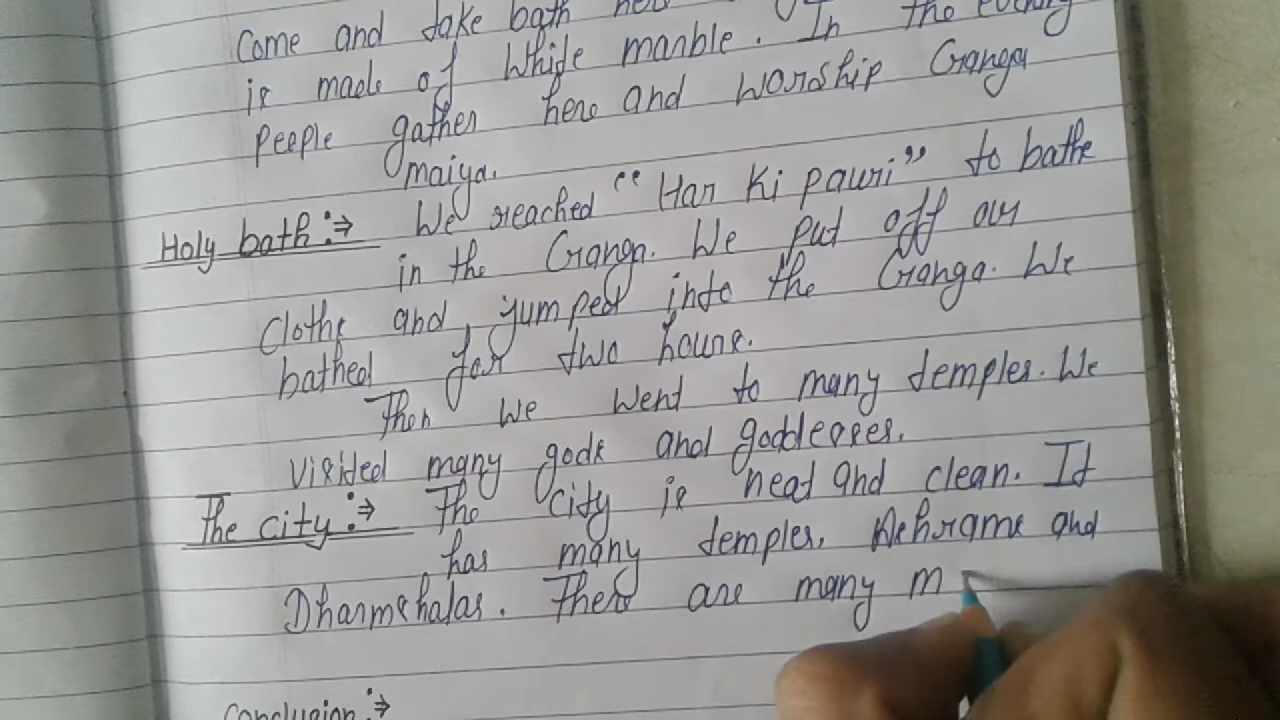 Come and take bath
is made of White marble. In the evening
People gather here and worship Ganga
maiya.
Holy bath :⇒ We reached "Har Ki pauri" to bathe
in the Ganga. We put off our
Clothe and jumped into the Ganga. We
bathed for two hours.
Then we went to many temples. We
visited many gods and goddesses.
The city :⇒ The city is neat and clean. It
has many temples, Ashrams and
Dharmshalas. There are many m
Conclusion :⇒